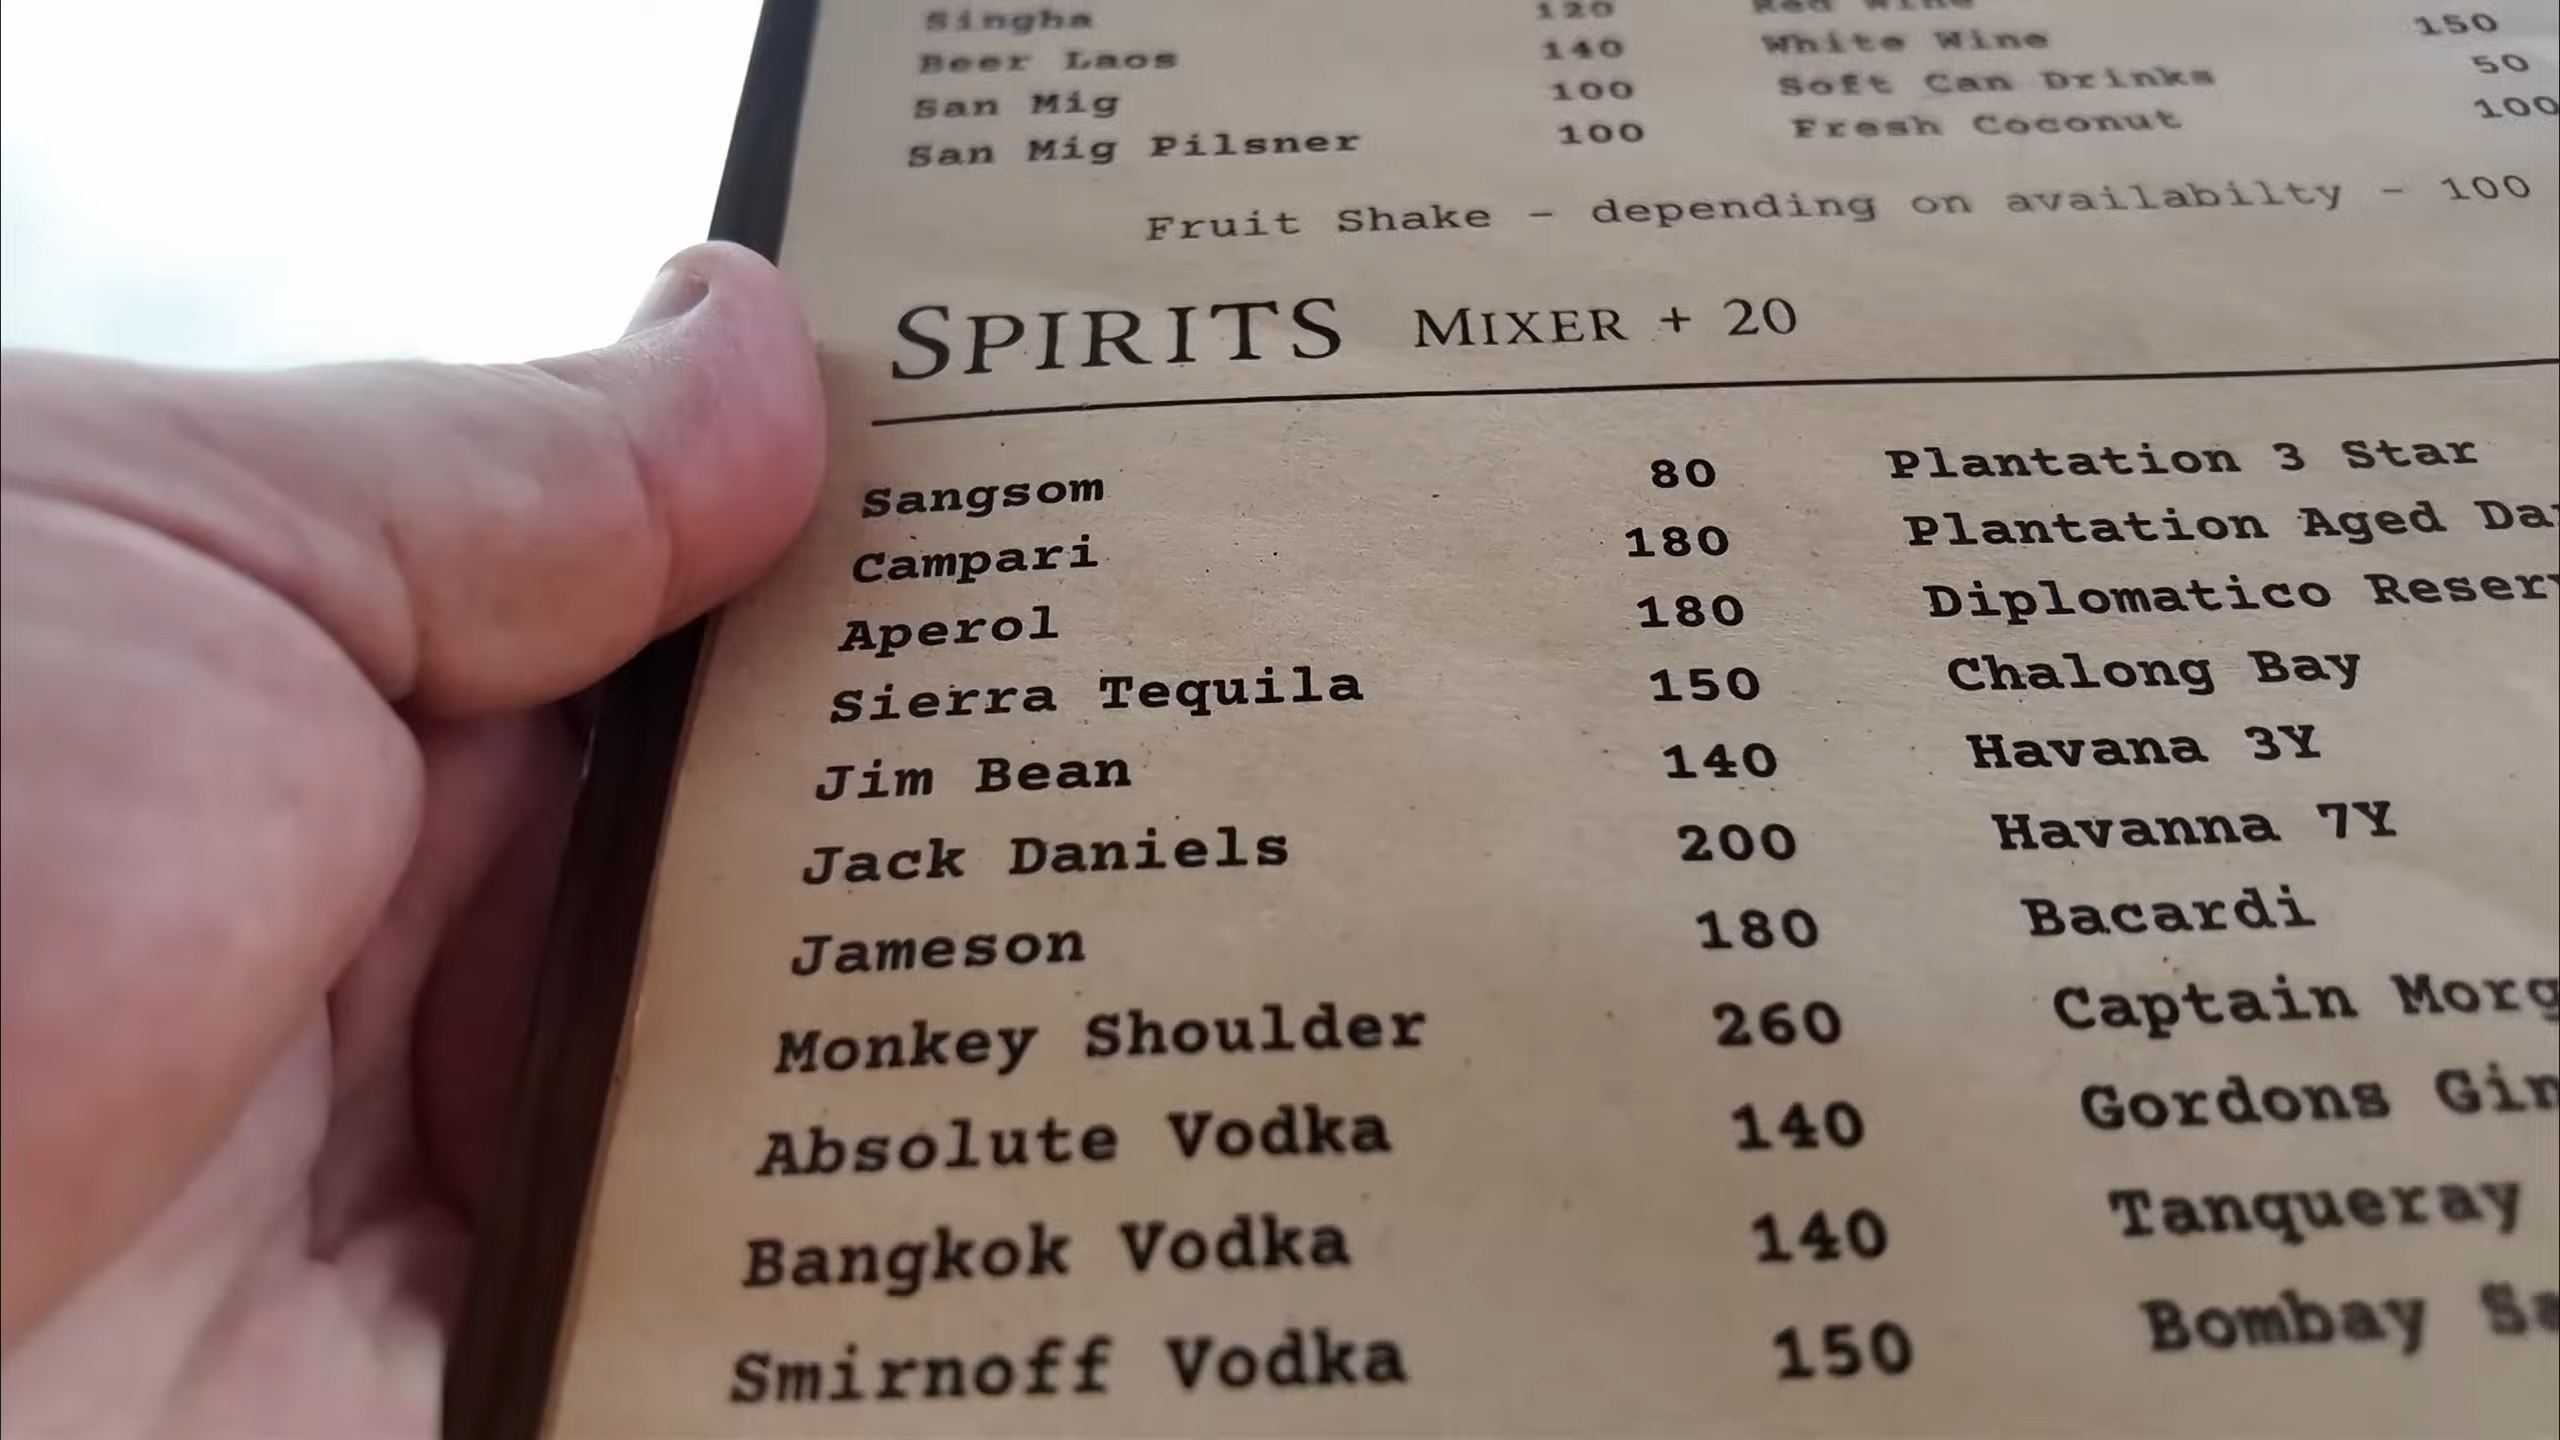 Singha 120 Red Wine
Beer Laos 140 White Wine 150
San Mig 100 Soft Can Drinks 50
San Mig Pilsner 100 Fresh Coconut 100
Fruit Shake - depending on availabilty - 100
SPIRITS MIXER + 20
Sangsom 80 Plantation 3 Star
Campari 180 Plantation Aged
Aperol 180 Diplomatico
Sierra Tequila 150 Chalong Bay
Jim Bean 140 Havana 3Y
Jack Daniels 200 Havanna 7Y
Jameson 180 Bacardi
Monkey Shoulder 260 Captain Morg
Absolute Vodka 140 Gordons Gin
Bangkok Vodka 140 Tanqueray
Smirnoff Vodka 150 Bombay